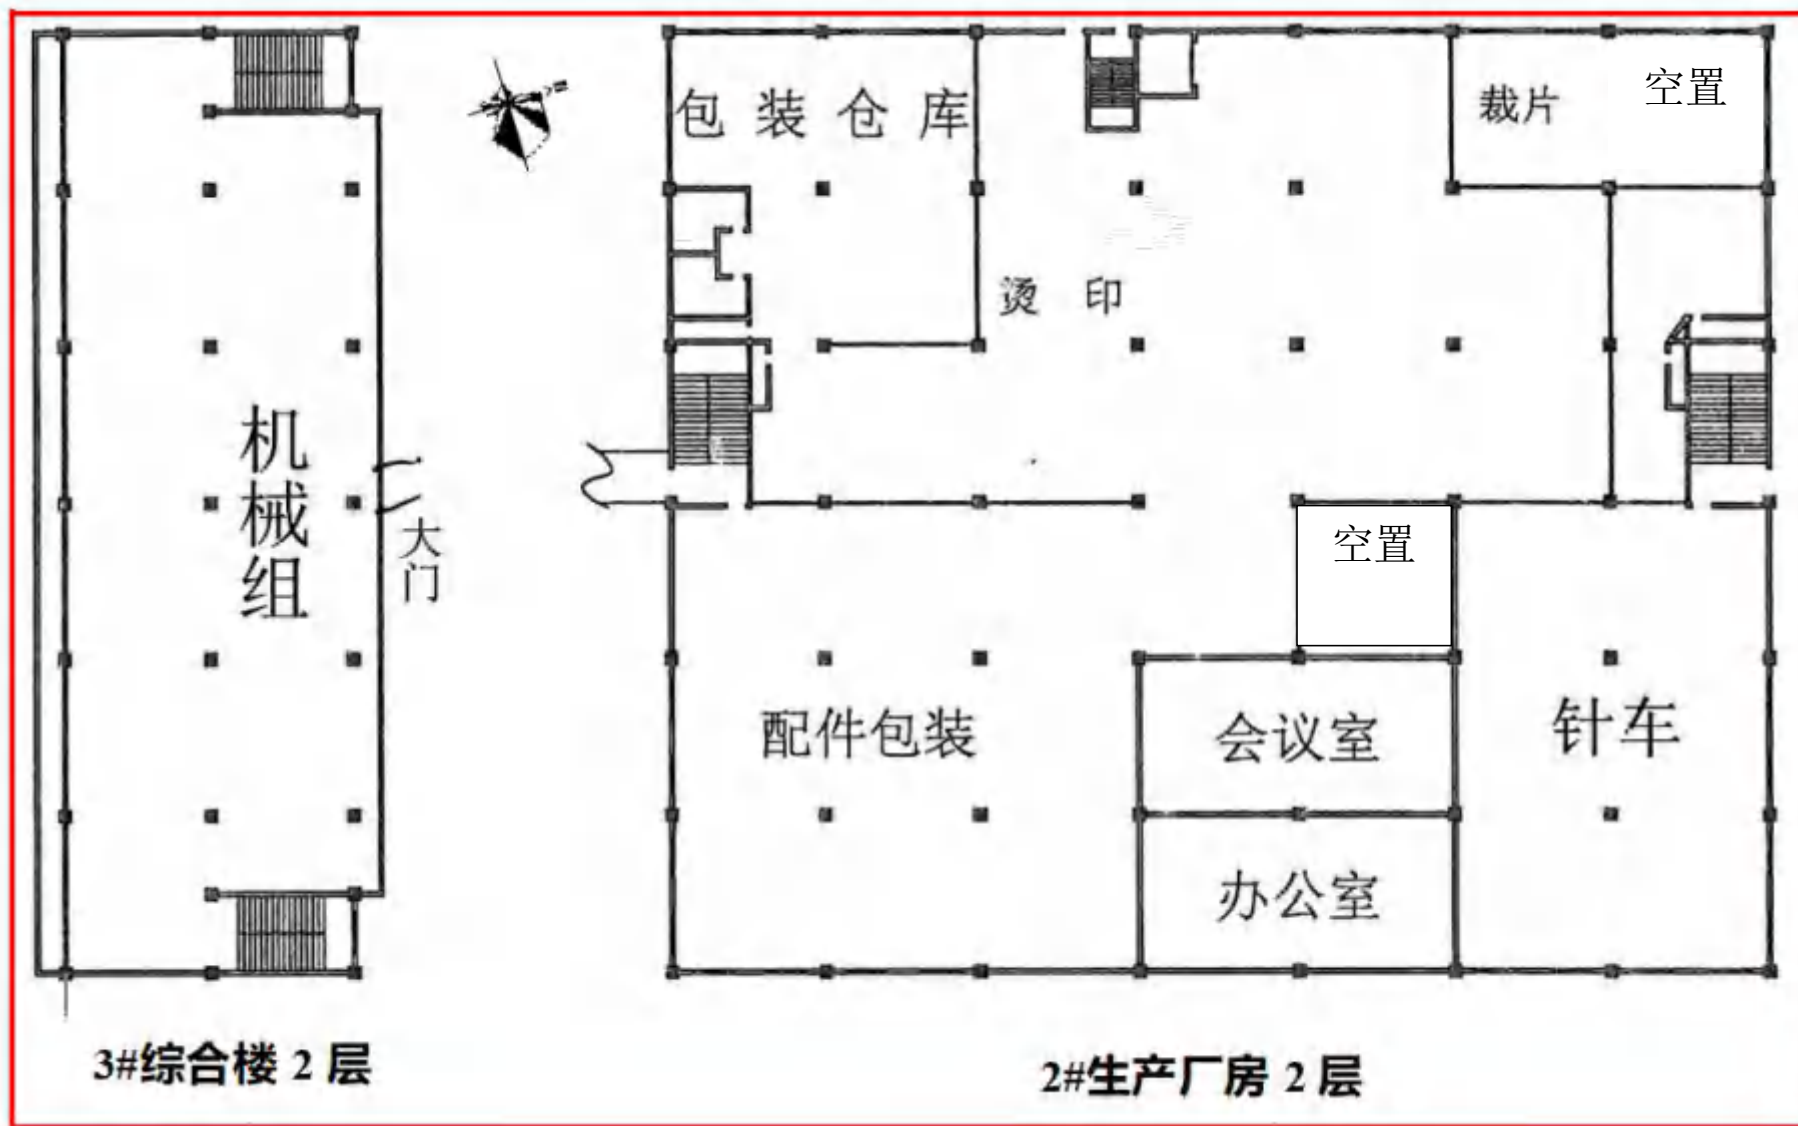 机械组
大门
3#综合楼 2 层
包装仓库
裁片
空置
烫印
空置
配件包装
会议室
针车
办公室
2#生产厂房 2 层